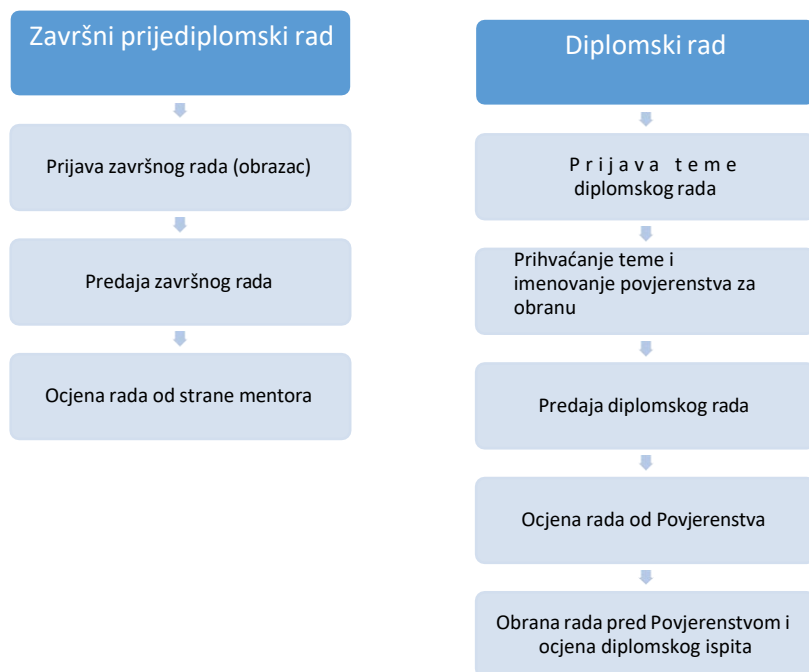 Završni prijediplomski rad
Prijava završnog rada (obrazac)
Predaja završnog rada
Ocjena rada od strane mentora
Diplomski rad
Prijava teme
diplomskog rada
Prihvaćanje teme i
imenovanje povjerenstva za
obranu
Predaja diplomskog rada
Ocjena rada od Povjerenstva
Obrana rada pred Povjerenstvom i
ocjena diplomskog ispita